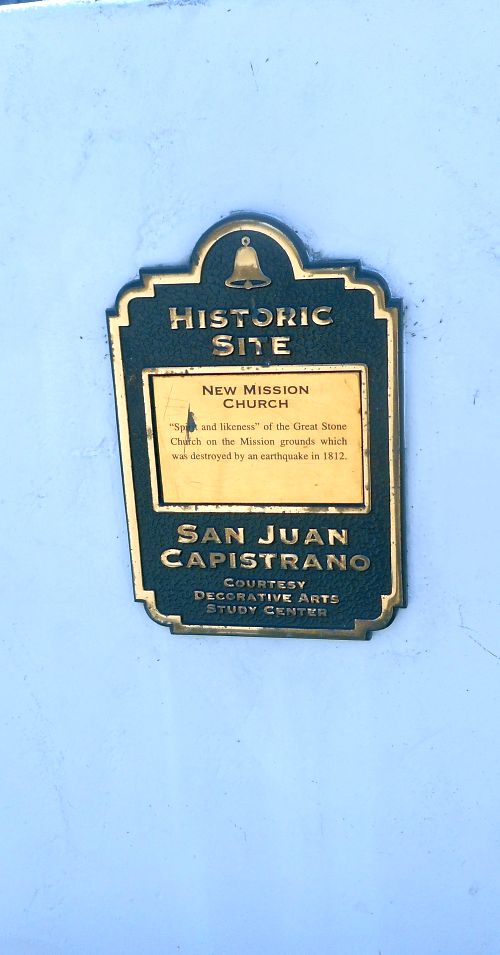 HISTORIC
SITE
NEW MISSION
CHURCH
"Spirit and likeness" of the Great Stone
Church on the Mission grounds which
was destroyed by an earthquake in 1812.
SAN JUAN
CAPISTRANO
COURTESY
DECORATIVE ARTS
STUDY CENTER